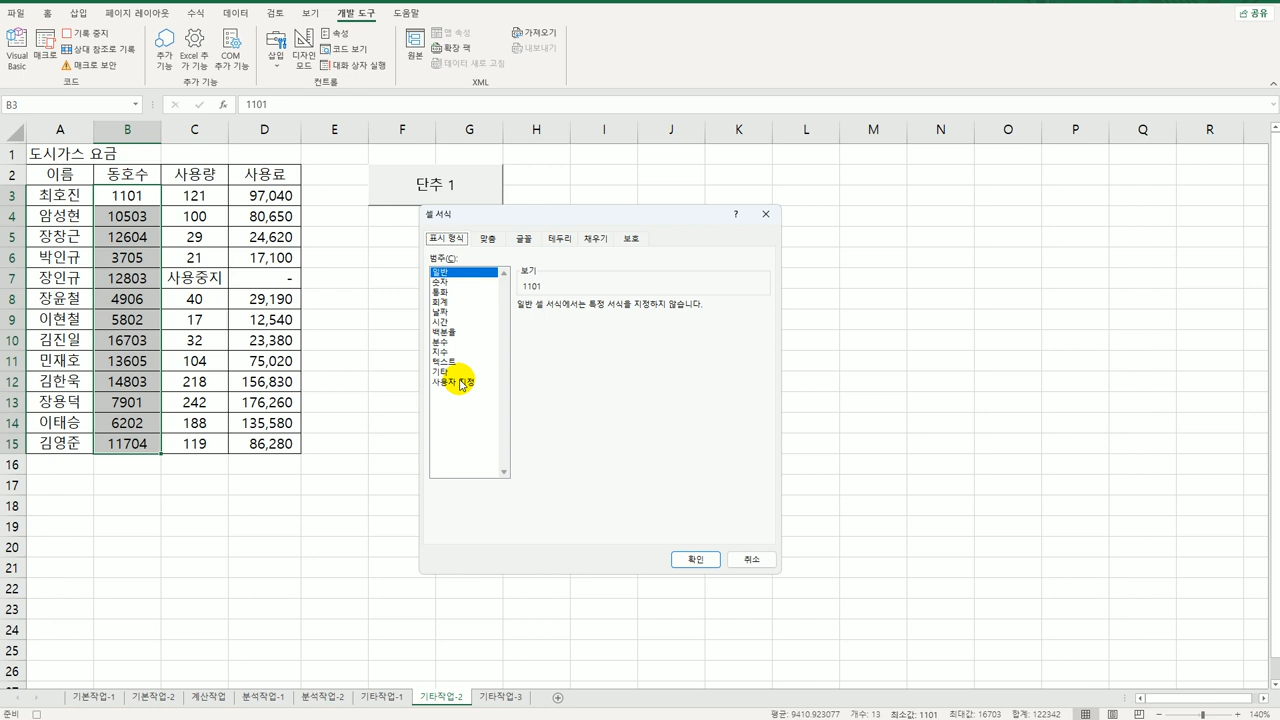 파일 홈 삽입 페이지 레이아웃 수식 데이터 검토 보기 개발 도구 도움말 공유
Visual Basic
매크로
기록 중지
상대 참조로 기록
매크로 보안
코드
추가 기능
Excel 추가 기능
COM 추가 기능
추가 기능
삽입
디자인 모드
속성
코드 보기
대화 상자 실행
컨트롤
원본
맵 속성
확장 팩
데이터 새로 고침
가져오기
내보내기
XML
B3 fx 1101
A B C D E F G H I J K L M N O P Q R
1 도시가스 요금
2 이름 동호수 사용량 사용료
3 최호진 1101 121 97,040
4 암성현 10503 100 80,650
5 장창근 12604 29 24,620
6 박인규 3705 21 17,100
7 장인규 12803 사용중지 -
8 장윤철 4906 40 29,190
9 이현철 5802 17 12,540
10 김진일 16703 32 23,380
11 민재호 13605 104 75,020
12 김한욱 14803 218 156,830
13 장용덕 7901 242 176,260
14 이태승 6202 188 135,580
15 김영준 11704 119 86,280
16
17
18
19
20
21
22
23
24
25
26
단추 1
셀 서식 ?
표시 형식 맞춤 글꼴 테두리 채우기 보호
범주(C):
일반
숫자
통화
회계
날짜
시간
백분율
분수
지수
텍스트
기타
사용자 지정
보기
1101
일반 셀 서식에서는 특정 서식을 지정하지 않습니다.
확인 취소
기본작업-1 기본작업-2 계산작업 분석작업-1 분석작업-2 기타작업-1 기타작업-2 기타작업-3
준비 평균: 9410.923077 개수: 13 최소값: 1101 최대값: 16703 합계: 122342 140%